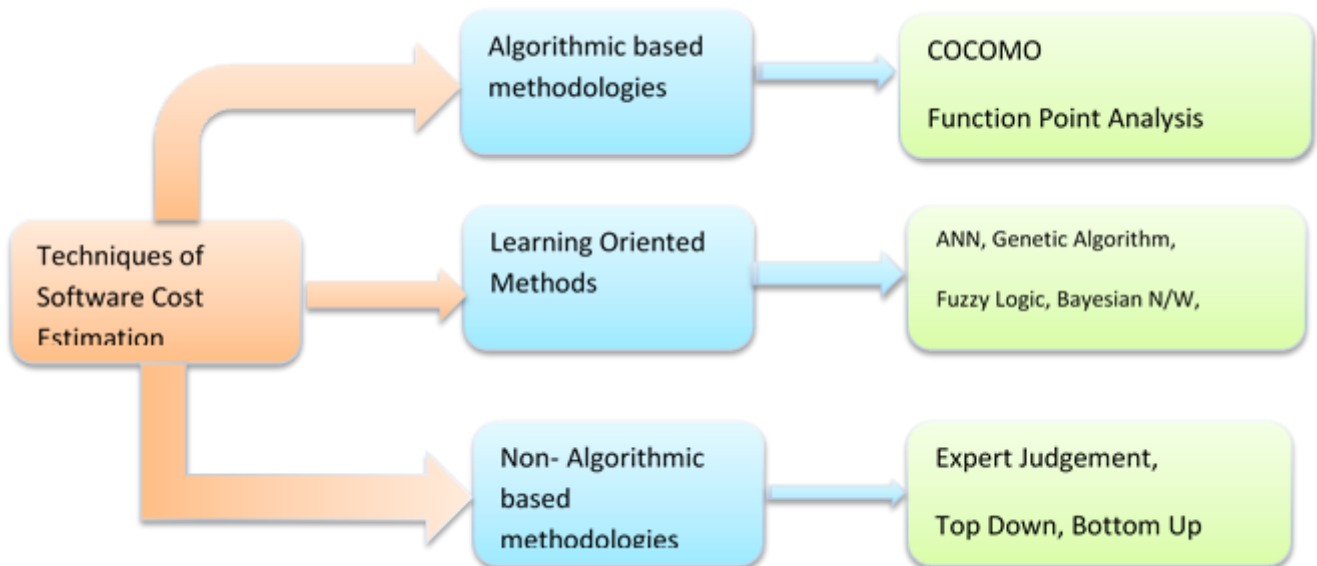 Algorithmic based
methodologies
COCOMO
Function Point Analysis
Techniques of
Software Cost
Estimation
Learning Oriented
Methods
ANN, Genetic Algorithm,
Fuzzy Logic, Bayesian N/W,
Non- Algorithmic
based
methodologies
Expert Judgement,
Top Down, Bottom Up